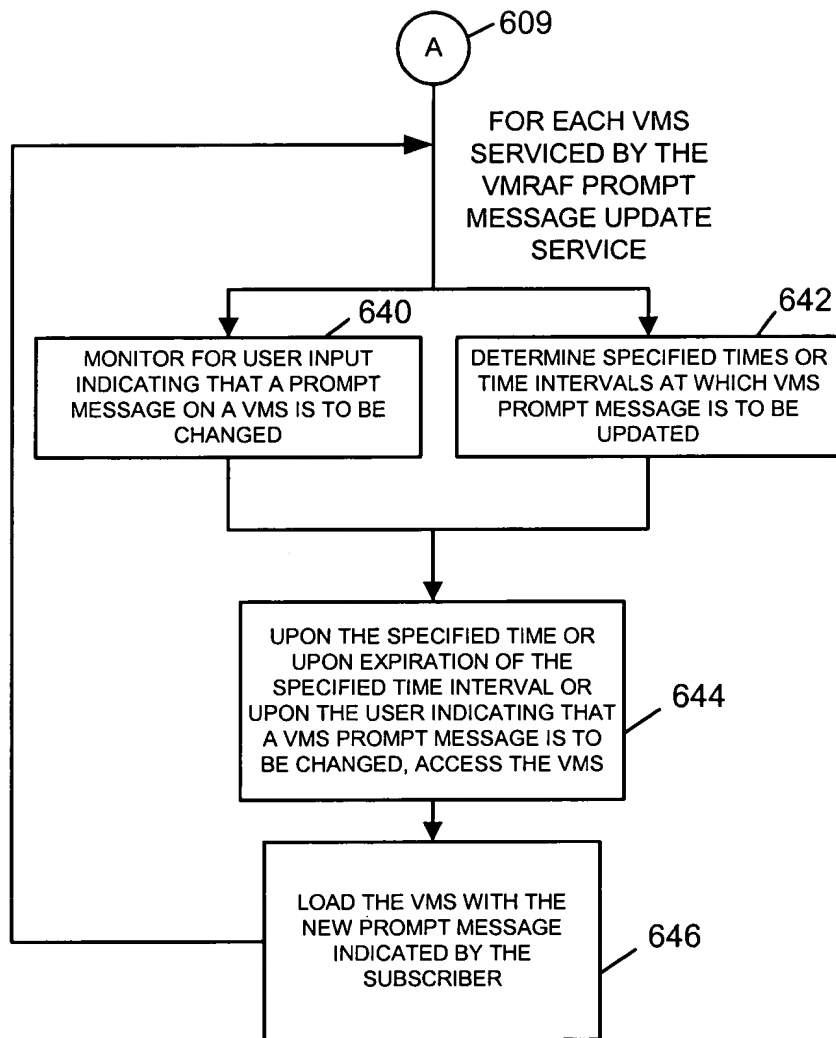 609
A
FOR EACH VMS
SERVICED BY THE
VMRAF PROMPT
MESSAGE UPDATE
SERVICE
640
642
MONITOR FOR USER INPUT
INDICATING THAT A PROMPT
MESSAGE ON A VMS IS TO BE
CHANGED
DETERMINE SPECIFIED TIMES OR
TIME INTERVALS AT WHICH VMS
PROMPT MESSAGE IS TO BE
UPDATED
UPON THE SPECIFIED TIME OR
UPON EXPIRATION OF THE
SPECIFIED TIME INTERVAL OR
UPON THE USER INDICATING THAT
A VMS PROMPT MESSAGE IS TO
BE CHANGED, ACCESS THE VMS
644
LOAD THE VMS WITH THE
NEW PROMPT MESSAGE
INDICATED BY THE
SUBSCRIBER
646